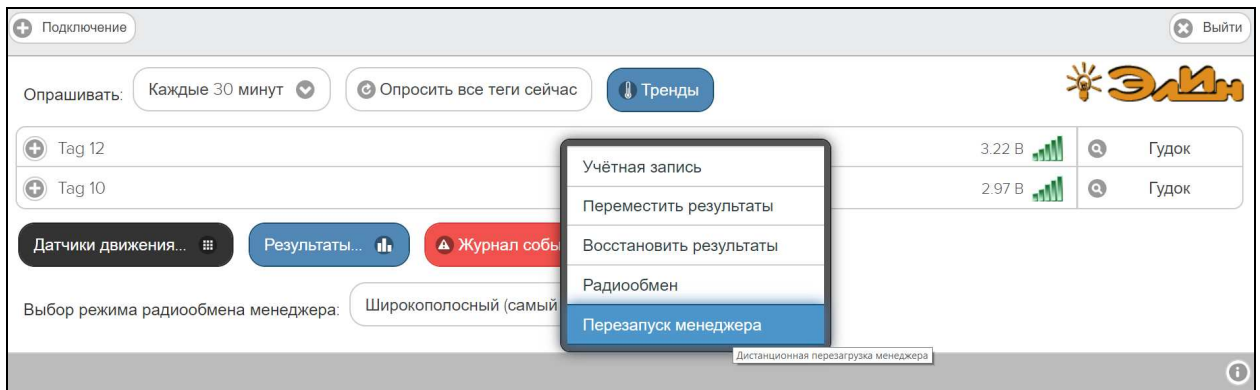 Подключение
Выйти
Опрашивать: Каждые 30 минут Опросить все теги сейчас Тренды
ЭлИн
Tag 12 3.22 В Гудок
Tag 10 2.97 В Гудок
Учётная запись
Переместить результаты
Восстановить результаты
Радиообмен
Перезапуск менеджера
Датчики движения... Результаты... Журнал собы
Выбор режима радиообмена менеджера: Широкополосный (самый
Дистанционная перезагрузка менеджера